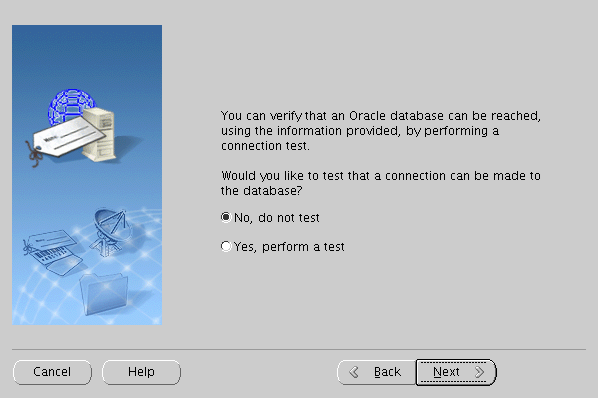 You can verify that an Oracle database can be reached,
using the information provided, by performing a
connection test.
Would you like to test that a connection can be made to
the database?
No, do not test
Yes, perform a test
Cancel
Help
Back
Next